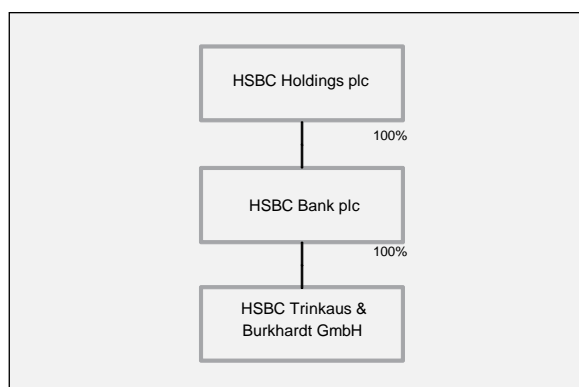 HSBC Holdings plc
100%
HSBC Bank plc
100%
HSBC Trinkaus &
Burkhardt GmbH